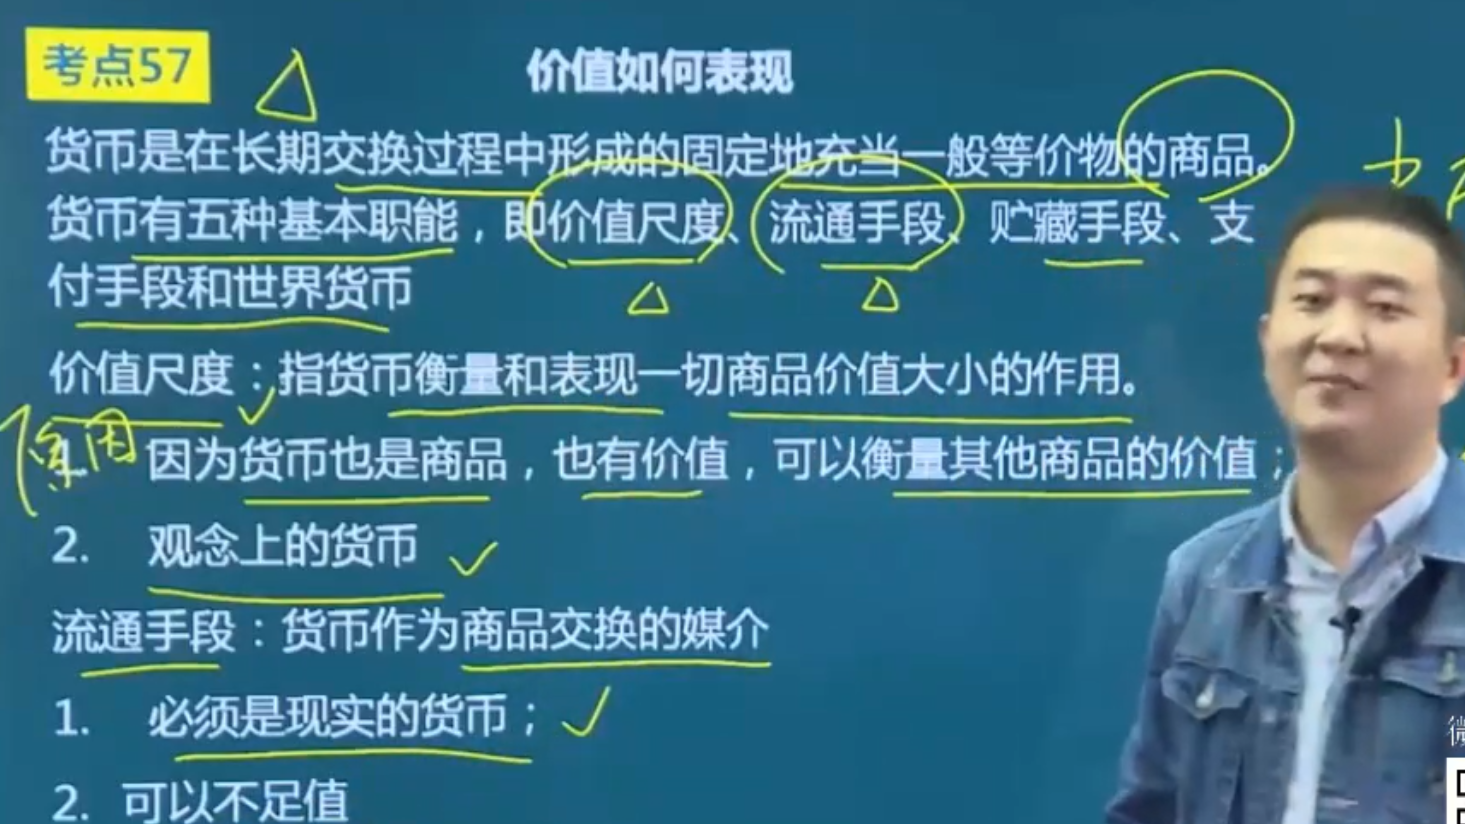 考点57
价值如何表现
货币是在长期交换过程中形成的固定地充当一般等价物的商品。
货币有五种基本职能，即价值尺度、流通手段、贮藏手段、支
付手段和世界货币
价值尺度：指货币衡量和表现一切商品价值大小的作用。
原因
1. 因为货币也是商品，也有价值，可以衡量其他商品的价值；
2. 观念上的货币
流通手段：货币作为商品交换的媒介
1. 必须是现实的货币；
2. 可以不足值
微